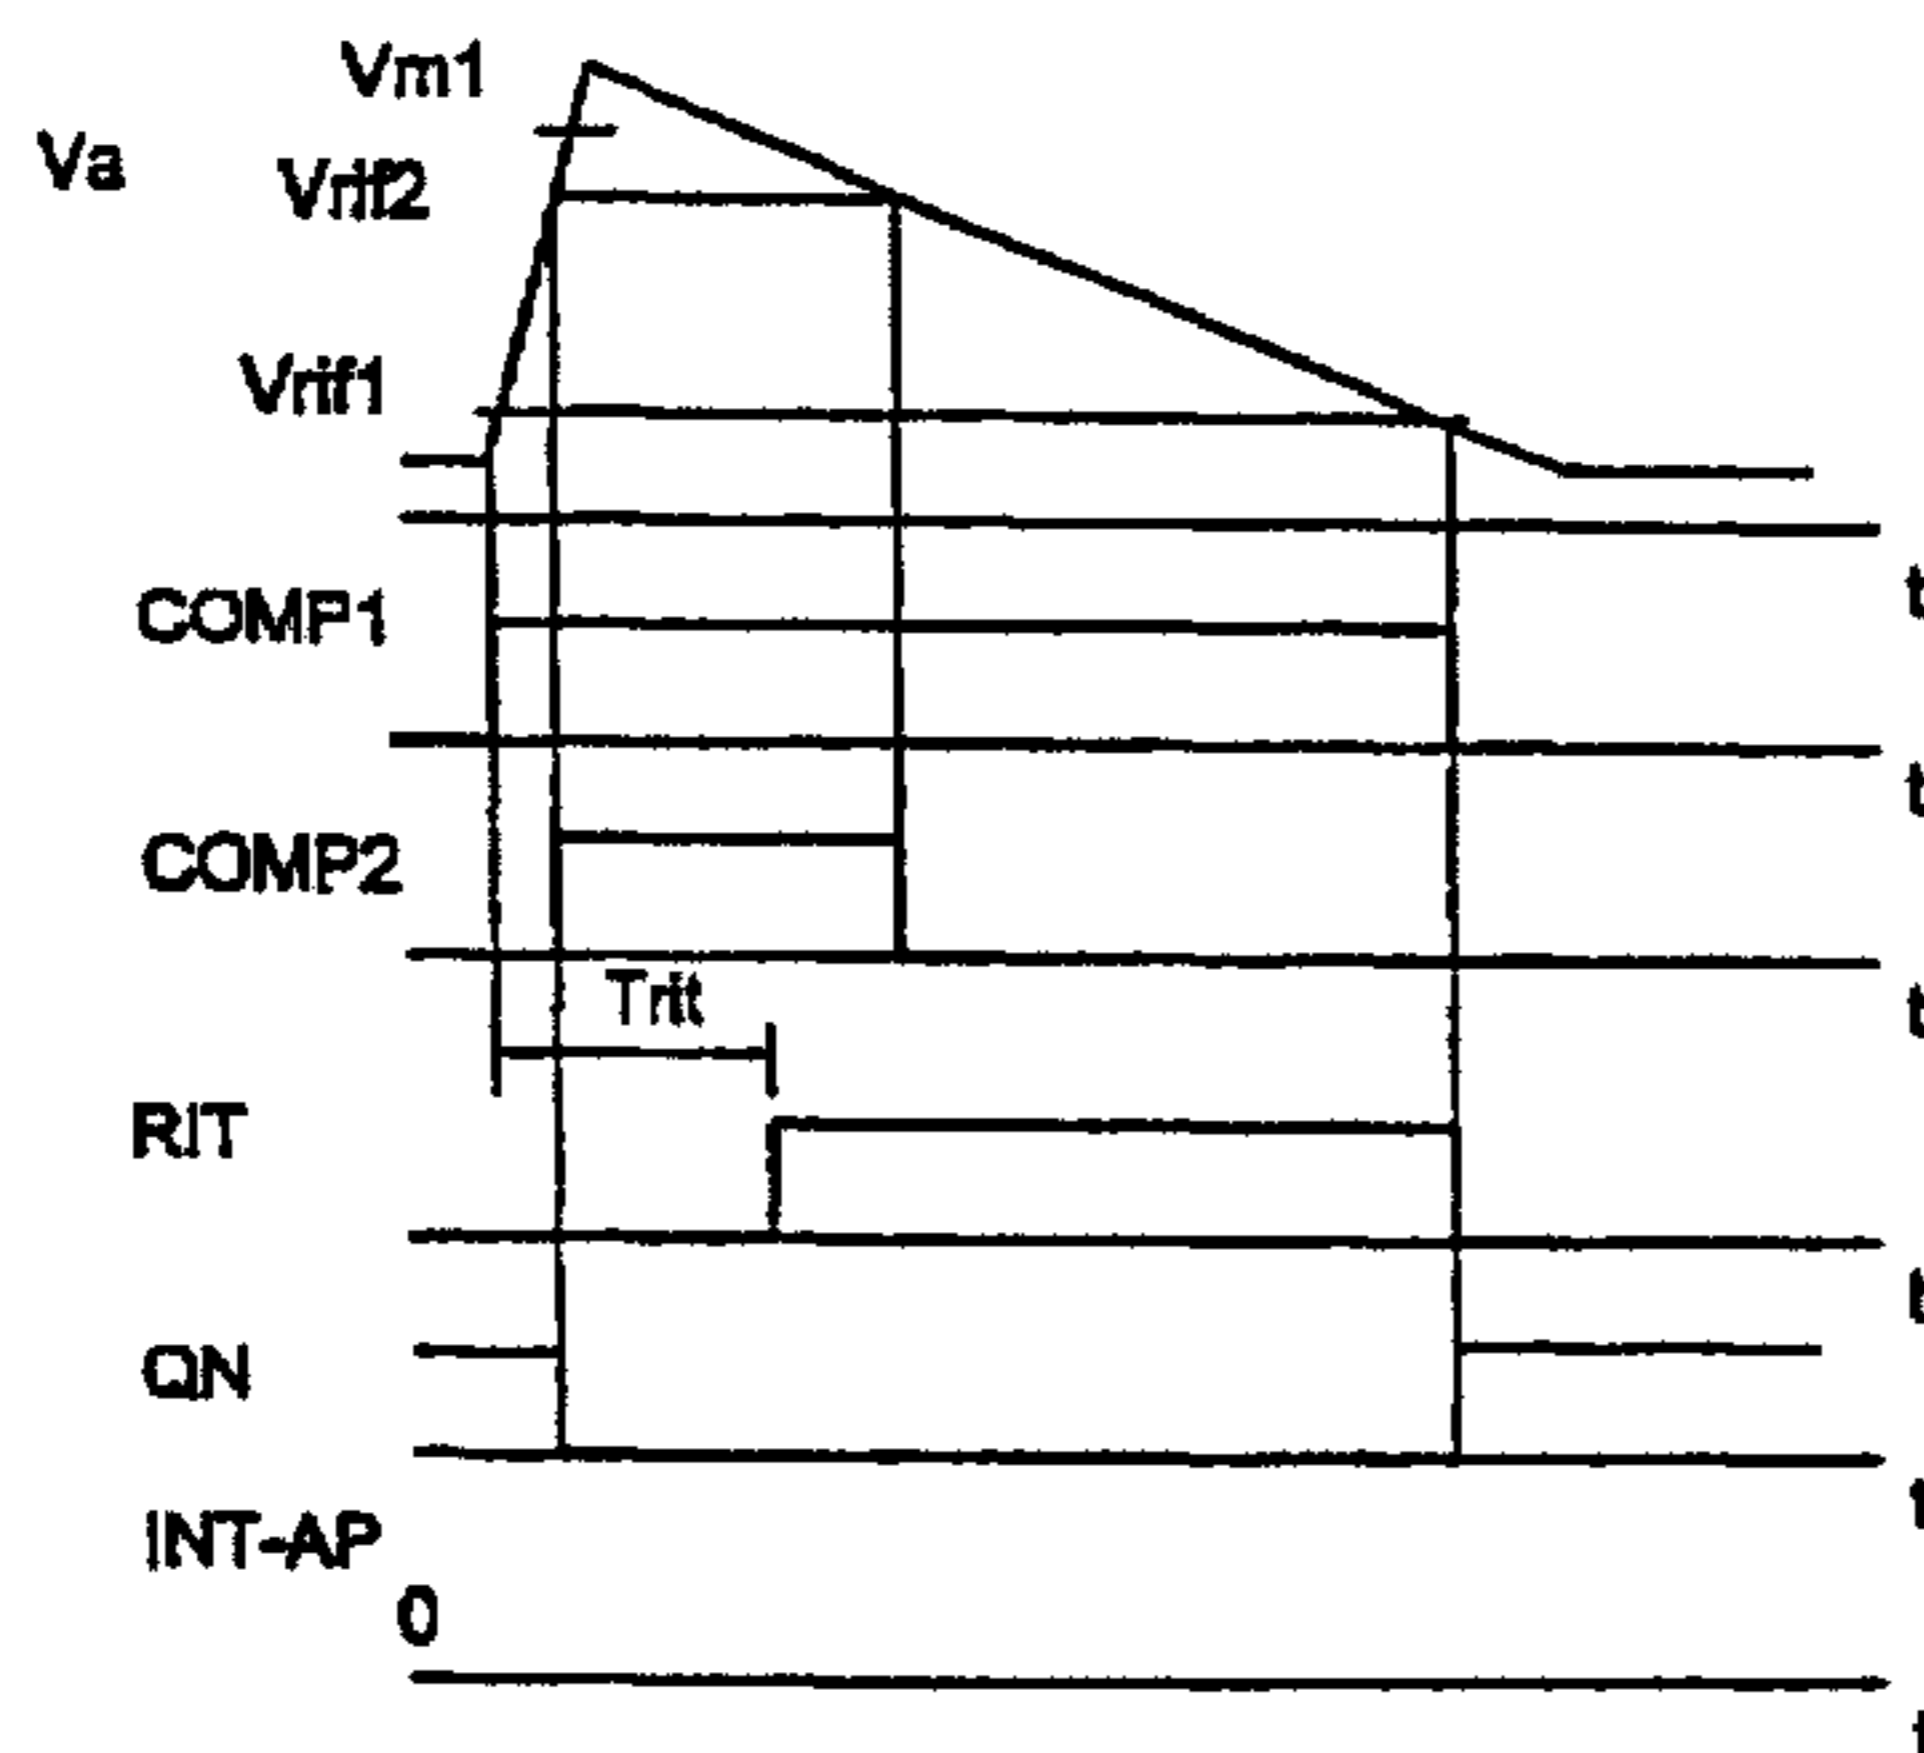 Vm1
Va
Vrif2
Vrif1
t
COMP1
t
COMP2
t
Trit
RIT
t
QN
t
INT-AP
0
t